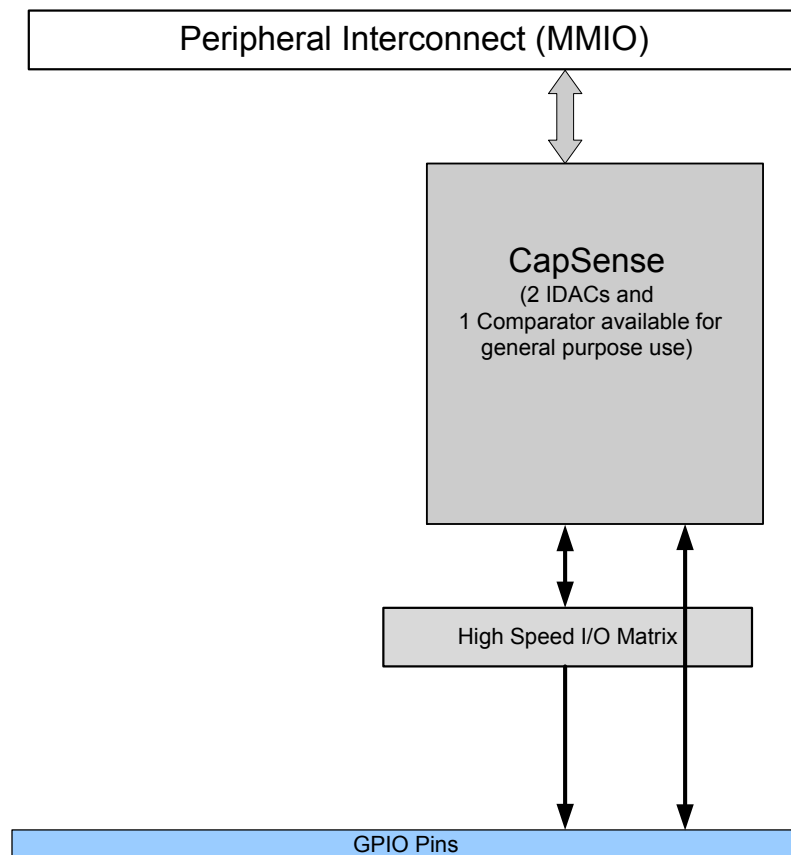 Peripheral Interconnect (MMIO)
CapSense
(2 IDACs and
1 Comparator available for
general purpose use)
High Speed I/O Matrix
GPIO Pins